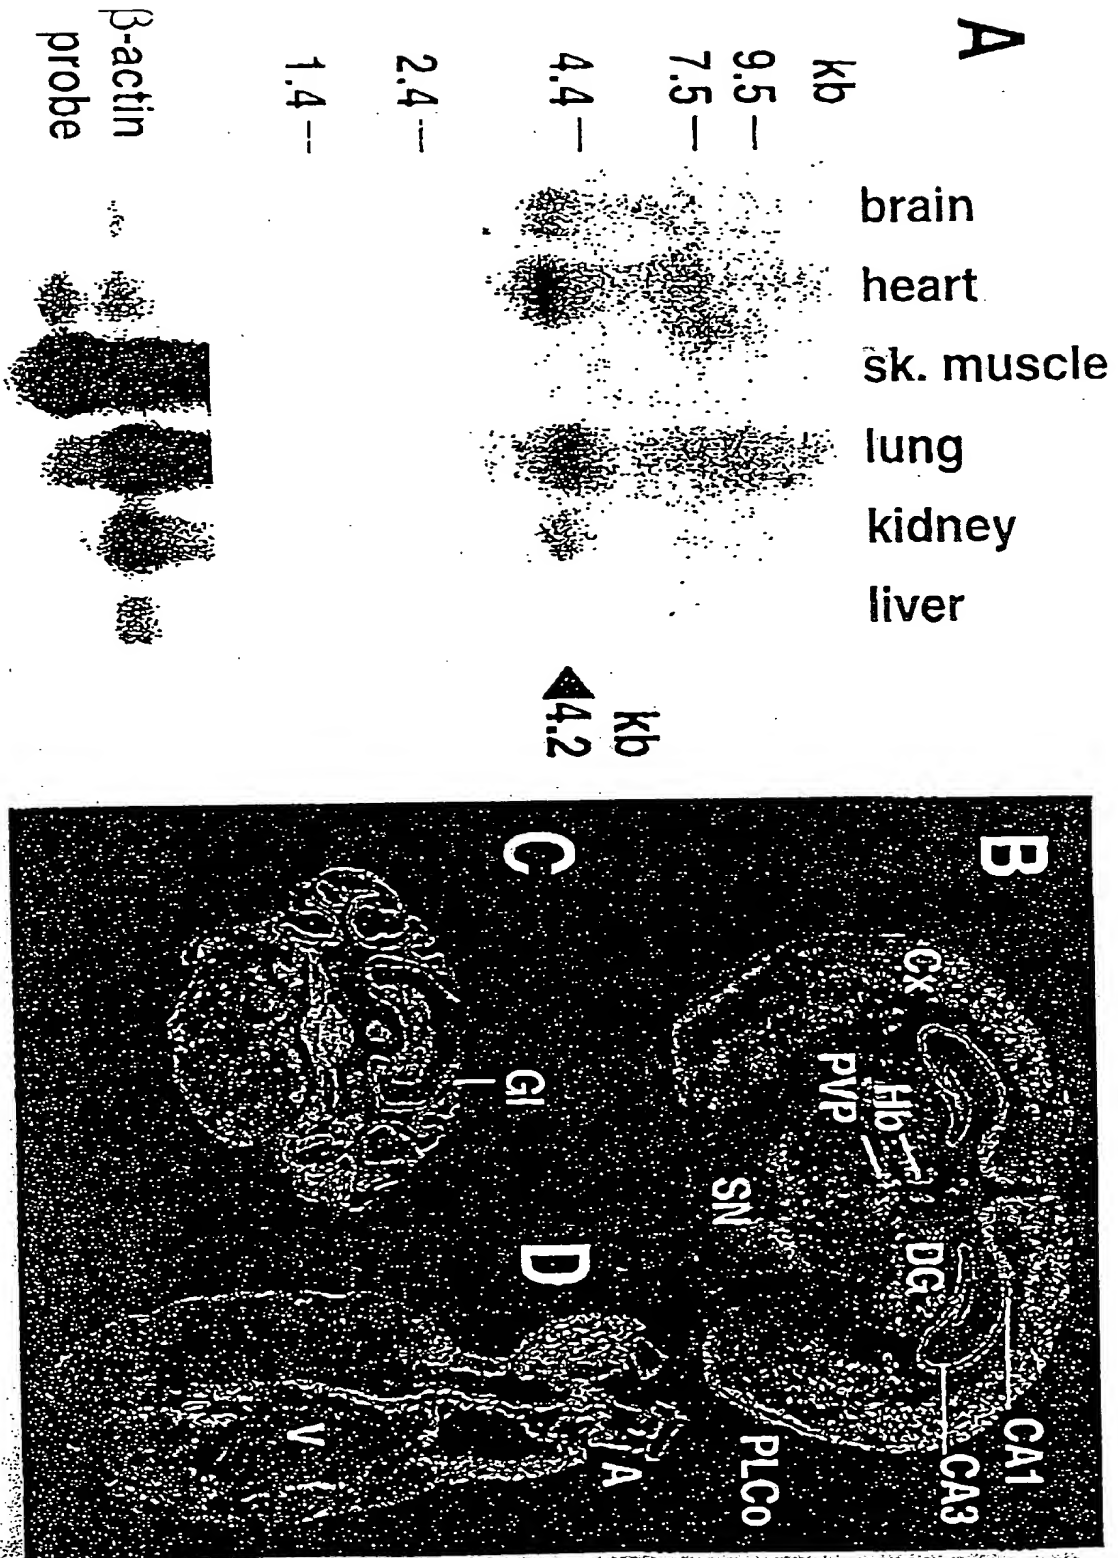 A
brain
heart
sk. muscle
lung
kidney
liver
kb
9.5 —
7.5 —
4.4 —
2.4 --
1.4 --
β-actin
probe
kb
4.2
B
Cx
Hb
PVP
SN
DG
CA1
CA3
PLCo
C
Gl
D
A
V